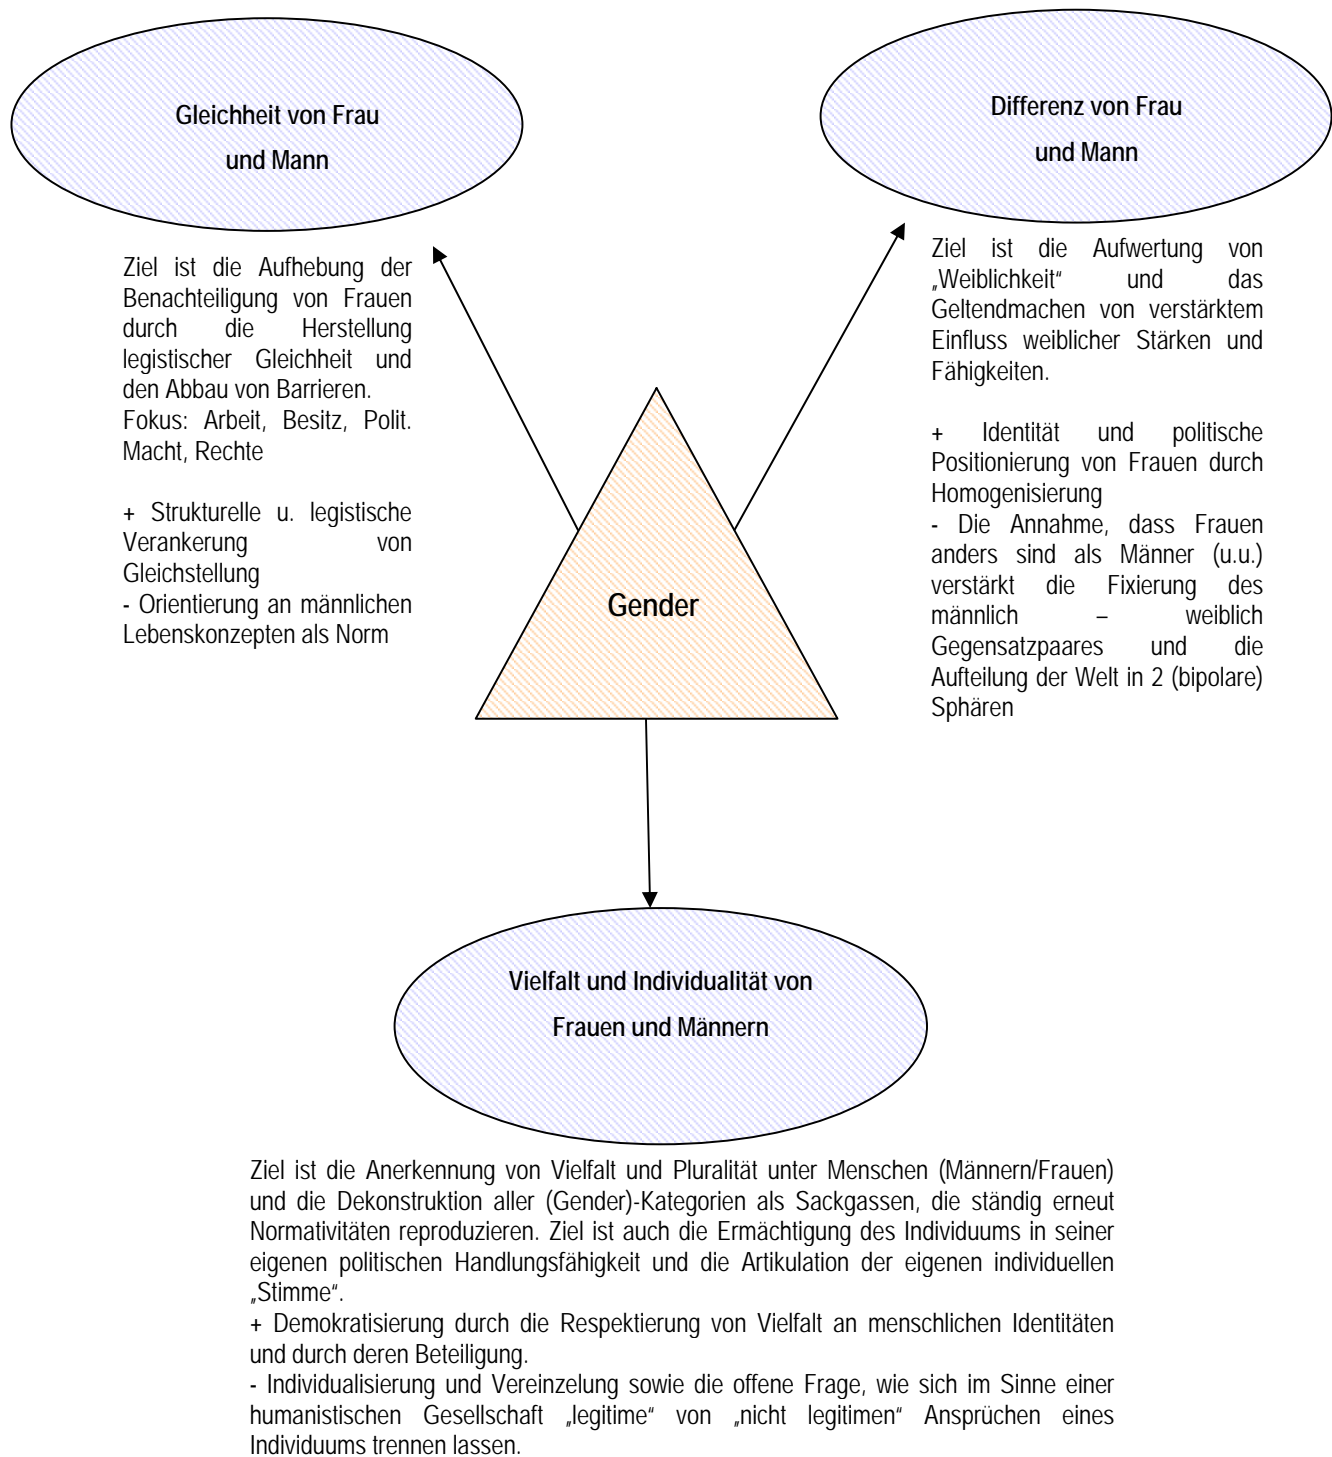 Gleichheit von Frau
und Mann
Ziel ist die Aufhebung der
Benachteiligung von Frauen
durch die Herstellung
legistischer Gleichheit und
den Abbau von Barrieren.
Fokus: Arbeit, Besitz, Polit.
Macht, Rechte
+ Strukturelle u. legistische
Verankerung von
Gleichstellung
- Orientierung an männlichen
Lebenskonzepten als Norm
Differenz von Frau
und Mann
Ziel ist die Aufwertung von
„Weiblichkeit“ und das
Geltendmachen von verstärktem
Einfluss weiblicher Stärken und
Fähigkeiten.
+ Identität und politische
Positionierung von Frauen durch
Homogenisierung
- Die Annahme, dass Frauen
anders sind als Männer (u.u.)
verstärkt die Fixierung des
männlich – weiblich
Gegensatzpaares und die
Aufteilung der Welt in 2 (bipolare)
Sphären
Gender
Vielfalt und Individualität von
Frauen und Männern
Ziel ist die Anerkennung von Vielfalt und Pluralität unter Menschen (Männern/Frauen)
und die Dekonstruktion aller (Gender)-Kategorien als Sackgassen, die ständig erneut
Normativitäten reproduzieren. Ziel ist auch die Ermächtigung des Individuums in seiner
eigenen politischen Handlungsfähigkeit und die Artikulation der eigenen individuellen
„Stimme“.
+ Demokratisierung durch die Respektierung von Vielfalt an menschlichen Identitäten
und durch deren Beteiligung.
- Individualisierung und Vereinzelung sowie die offene Frage, wie sich im Sinne einer
humanistischen Gesellschaft „legitime“ von „nicht legitimen“ Ansprüchen eines
Individuums trennen lassen.